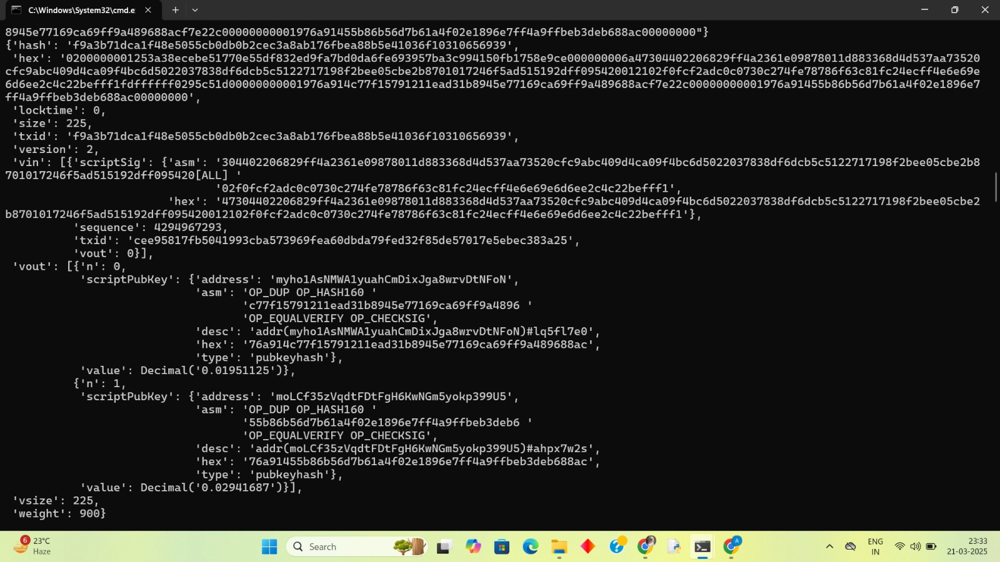 C:\Windows\System32\cmd.e
8945e77169ca69ff9a489688acf7e22c00000000001976a91455b86b56d7b61a4f02e1896e7ff4a9ffbeb3deb688ac00000000"}
{'hash': 'f9a3b71dca1f48e5055cb0db0b2cec3a8ab176fbea88b5e41036f10310656939',
'hex': '0200000001253a38ecebe51770e55df832ed9fa7bd0da6fe693957ba3c994150fb1758e9ce000000006a47304402206829ff4a2361e09878011d883368d4d537aa73520
cfc9abc409d4ca09f4bc6d5022037838df6dcb5c5122717198f2bee05cbe2b8701017246f5ad515192dff095420012102f0fcf2adc0c0730c274fe78786f63c81fc24ecff4e6e69e
6d6ee2c4c22befff1fdffffff0295c51d00000000001976a914c77f15791211ead31b8945e77169ca69ff9a489688acf7e22c00000000001976a91455b86b56d7b61a4f02e1896e7
ff4a9ffbeb3deb688ac00000000',
'locktime': 0,
'size': 225,
'txid': 'f9a3b71dca1f48e5055cb0db0b2cec3a8ab176fbea88b5e41036f10310656939',
'version': 2,
'vin': [{'scriptSig': {'asm': '304402206829ff4a2361e09878011d883368d4d537aa73520cfc9abc409d4ca09f4bc6d5022037838df6dcb5c5122717198f2bee05cbe2b8
701017246f5ad515192dff095420[ALL] '
'02f0fcf2adc0c0730c274fe78786f63c81fc24ecff4e6e69e6d6ee2c4c22befff1',
'hex': '47304402206829ff4a2361e09878011d883368d4d537aa73520cfc9abc409d4ca09f4bc6d5022037838df6dcb5c5122717198f2bee05cbe2
b8701017246f5ad515192dff095420012102f0fcf2adc0c0730c274fe78786f63c81fc24ecff4e6e69e6d6ee2c4c22befff1'},
'sequence': 4294967293,
'txid': 'cee95817fb5041993cba573969fea60dbda79fed32f85de57017e5ebec383a25',
'vout': 0}],
'vout': [{'n': 0,
'scriptPubKey': {'address': 'myho1AsNMWA1yuahCmDixJga8wrvDtNFoN',
'asm': 'OP_DUP OP_HASH160 '
'c77f15791211ead31b8945e77169ca69ff9a4896 '
'OP_EQUALVERIFY OP_CHECKSIG',
'desc': 'addr(myho1AsNMWA1yuahCmDixJga8wrvDtNFoN)#lq5fl7e0',
'hex': '76a914c77f15791211ead31b8945e77169ca69ff9a489688ac',
'type': 'pubkeyhash'},
'value': Decimal('0.01951125')},
{'n': 1,
'scriptPubKey': {'address': 'moLCf35zVqdtFDtFgH6KwNGm5yokp399U5',
'asm': 'OP_DUP OP_HASH160 '
'55b86b56d7b61a4f02e1896e7ff4a9ffbeb3deb6 '
'OP_EQUALVERIFY OP_CHECKSIG',
'desc': 'addr(moLCf35zVqdtFDtFgH6KwNGm5yokp399U5)#ahpx7w2s',
'hex': '76a91455b86b56d7b61a4f02e1896e7ff4a9ffbeb3deb688ac',
'type': 'pubkeyhash'},
'value': Decimal('0.02941687')}],
'vsize': 225,
'weight': 900}
6
23°C
Haze
Search
A
ENG
IN
23:33
21-03-2025